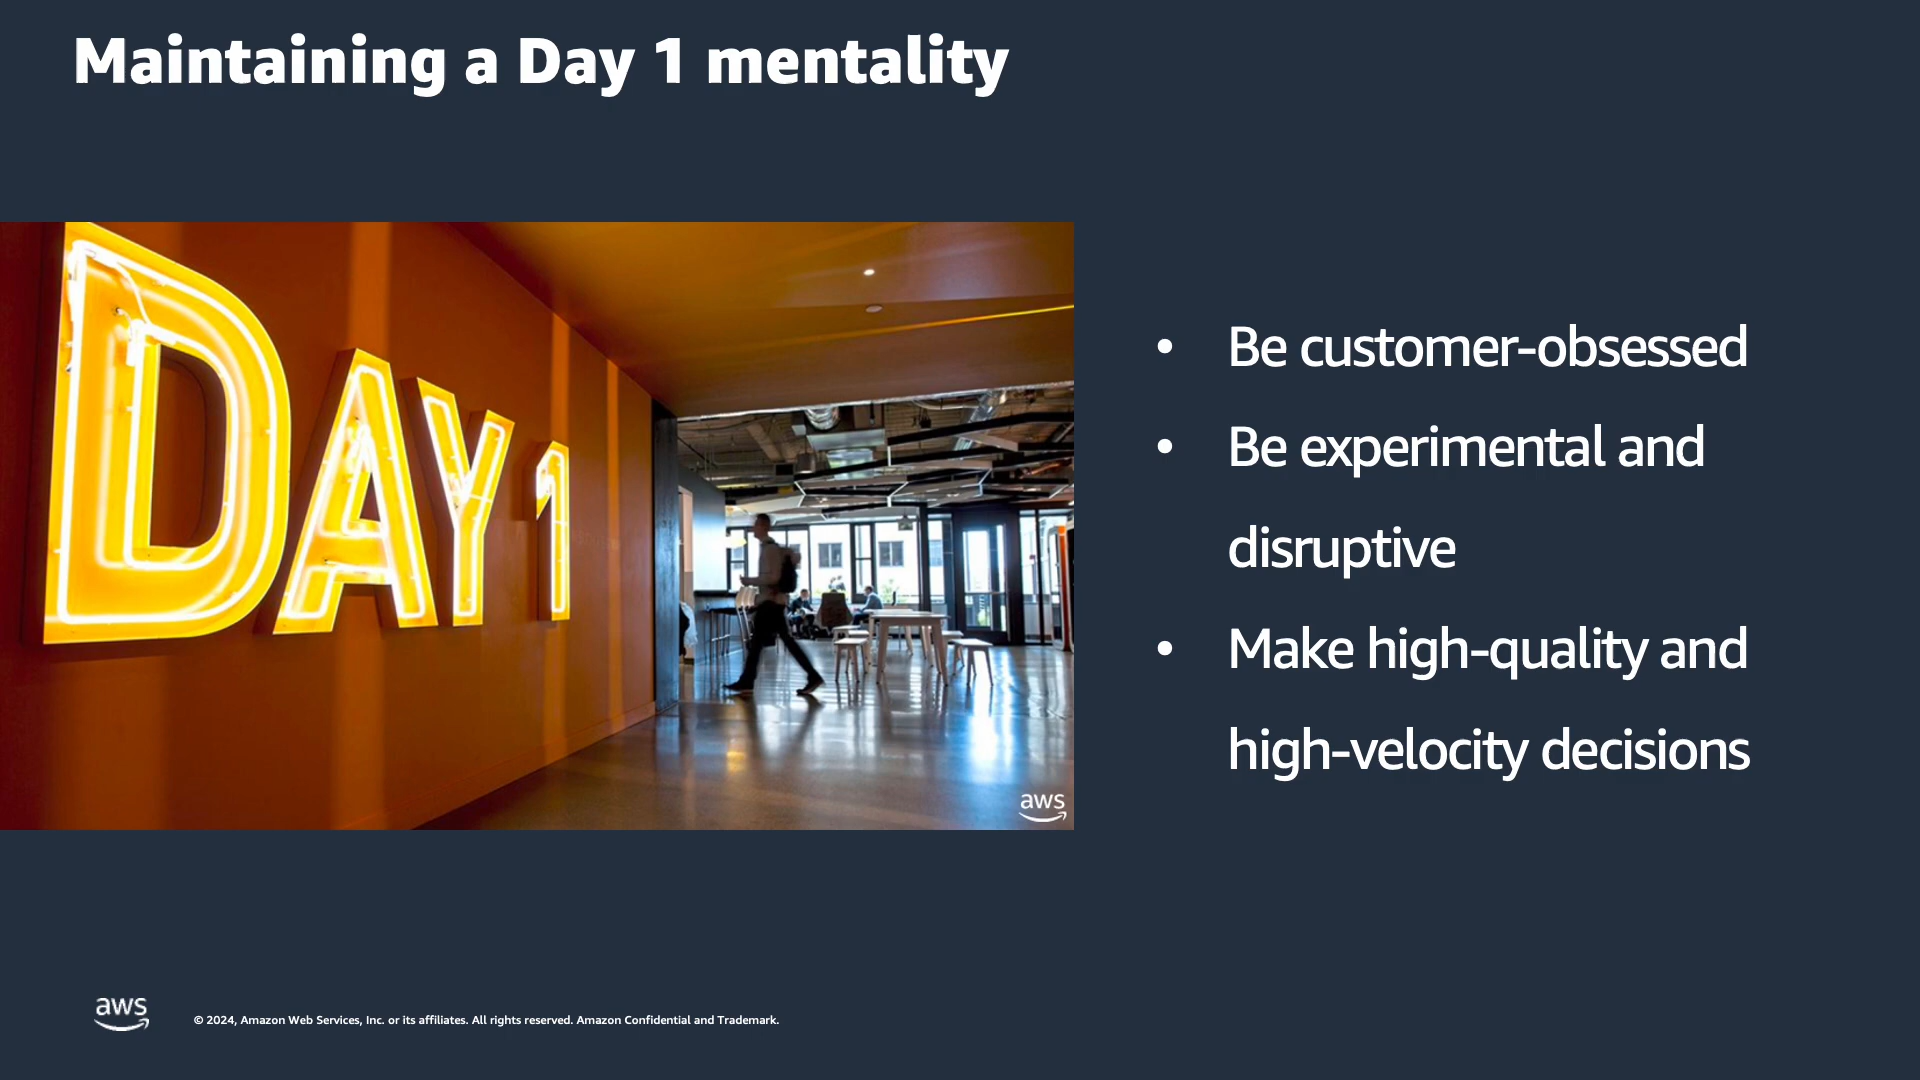 Maintaining a Day 1 mentality
DAY 1
aws
• Be customer-obsessed
• Be experimental and
disruptive
• Make high-quality and
high-velocity decisions
aws
© 2024, Amazon Web Services, Inc. or its affiliates. All rights reserved. Amazon Confidential and Trademark.